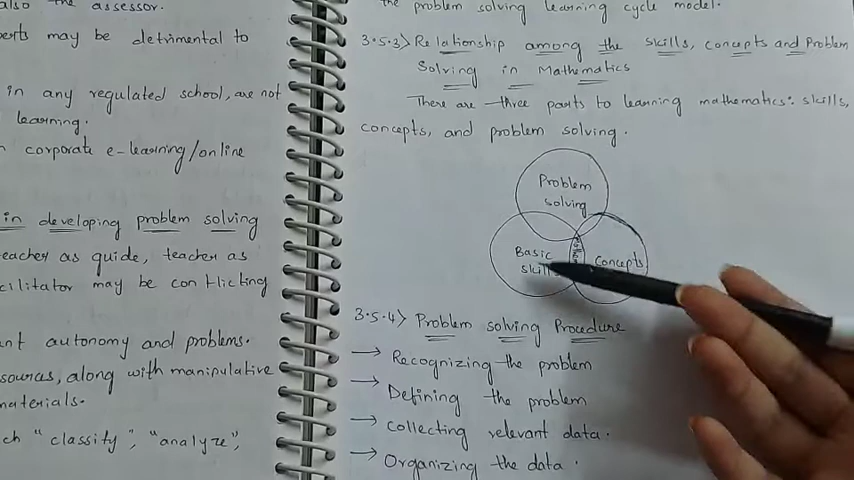 also the assessor.
erts may be detrimental to
in any regulated school, are not
learning.
corporate e-learning/online
in developing problem solving
eacher as guide, teacher as
cilitator may be conflicting
nt autonomy and problems.
sources, along with manipulative
materials.
ch "classify", "analyze",
the problem solving learning cycle model.
3.5.3> Relationship among the skills, concepts and Problem
Solving in Mathematics
There are three parts to learning mathematics: skills,
concepts, and problem solving.
Problem
solving
Basic
skill
Concepts
3.5.4> Problem solving Procedure
→ Recognizing the problem
→ Defining the problem
→ collecting relevant data.
→ Organizing the data.